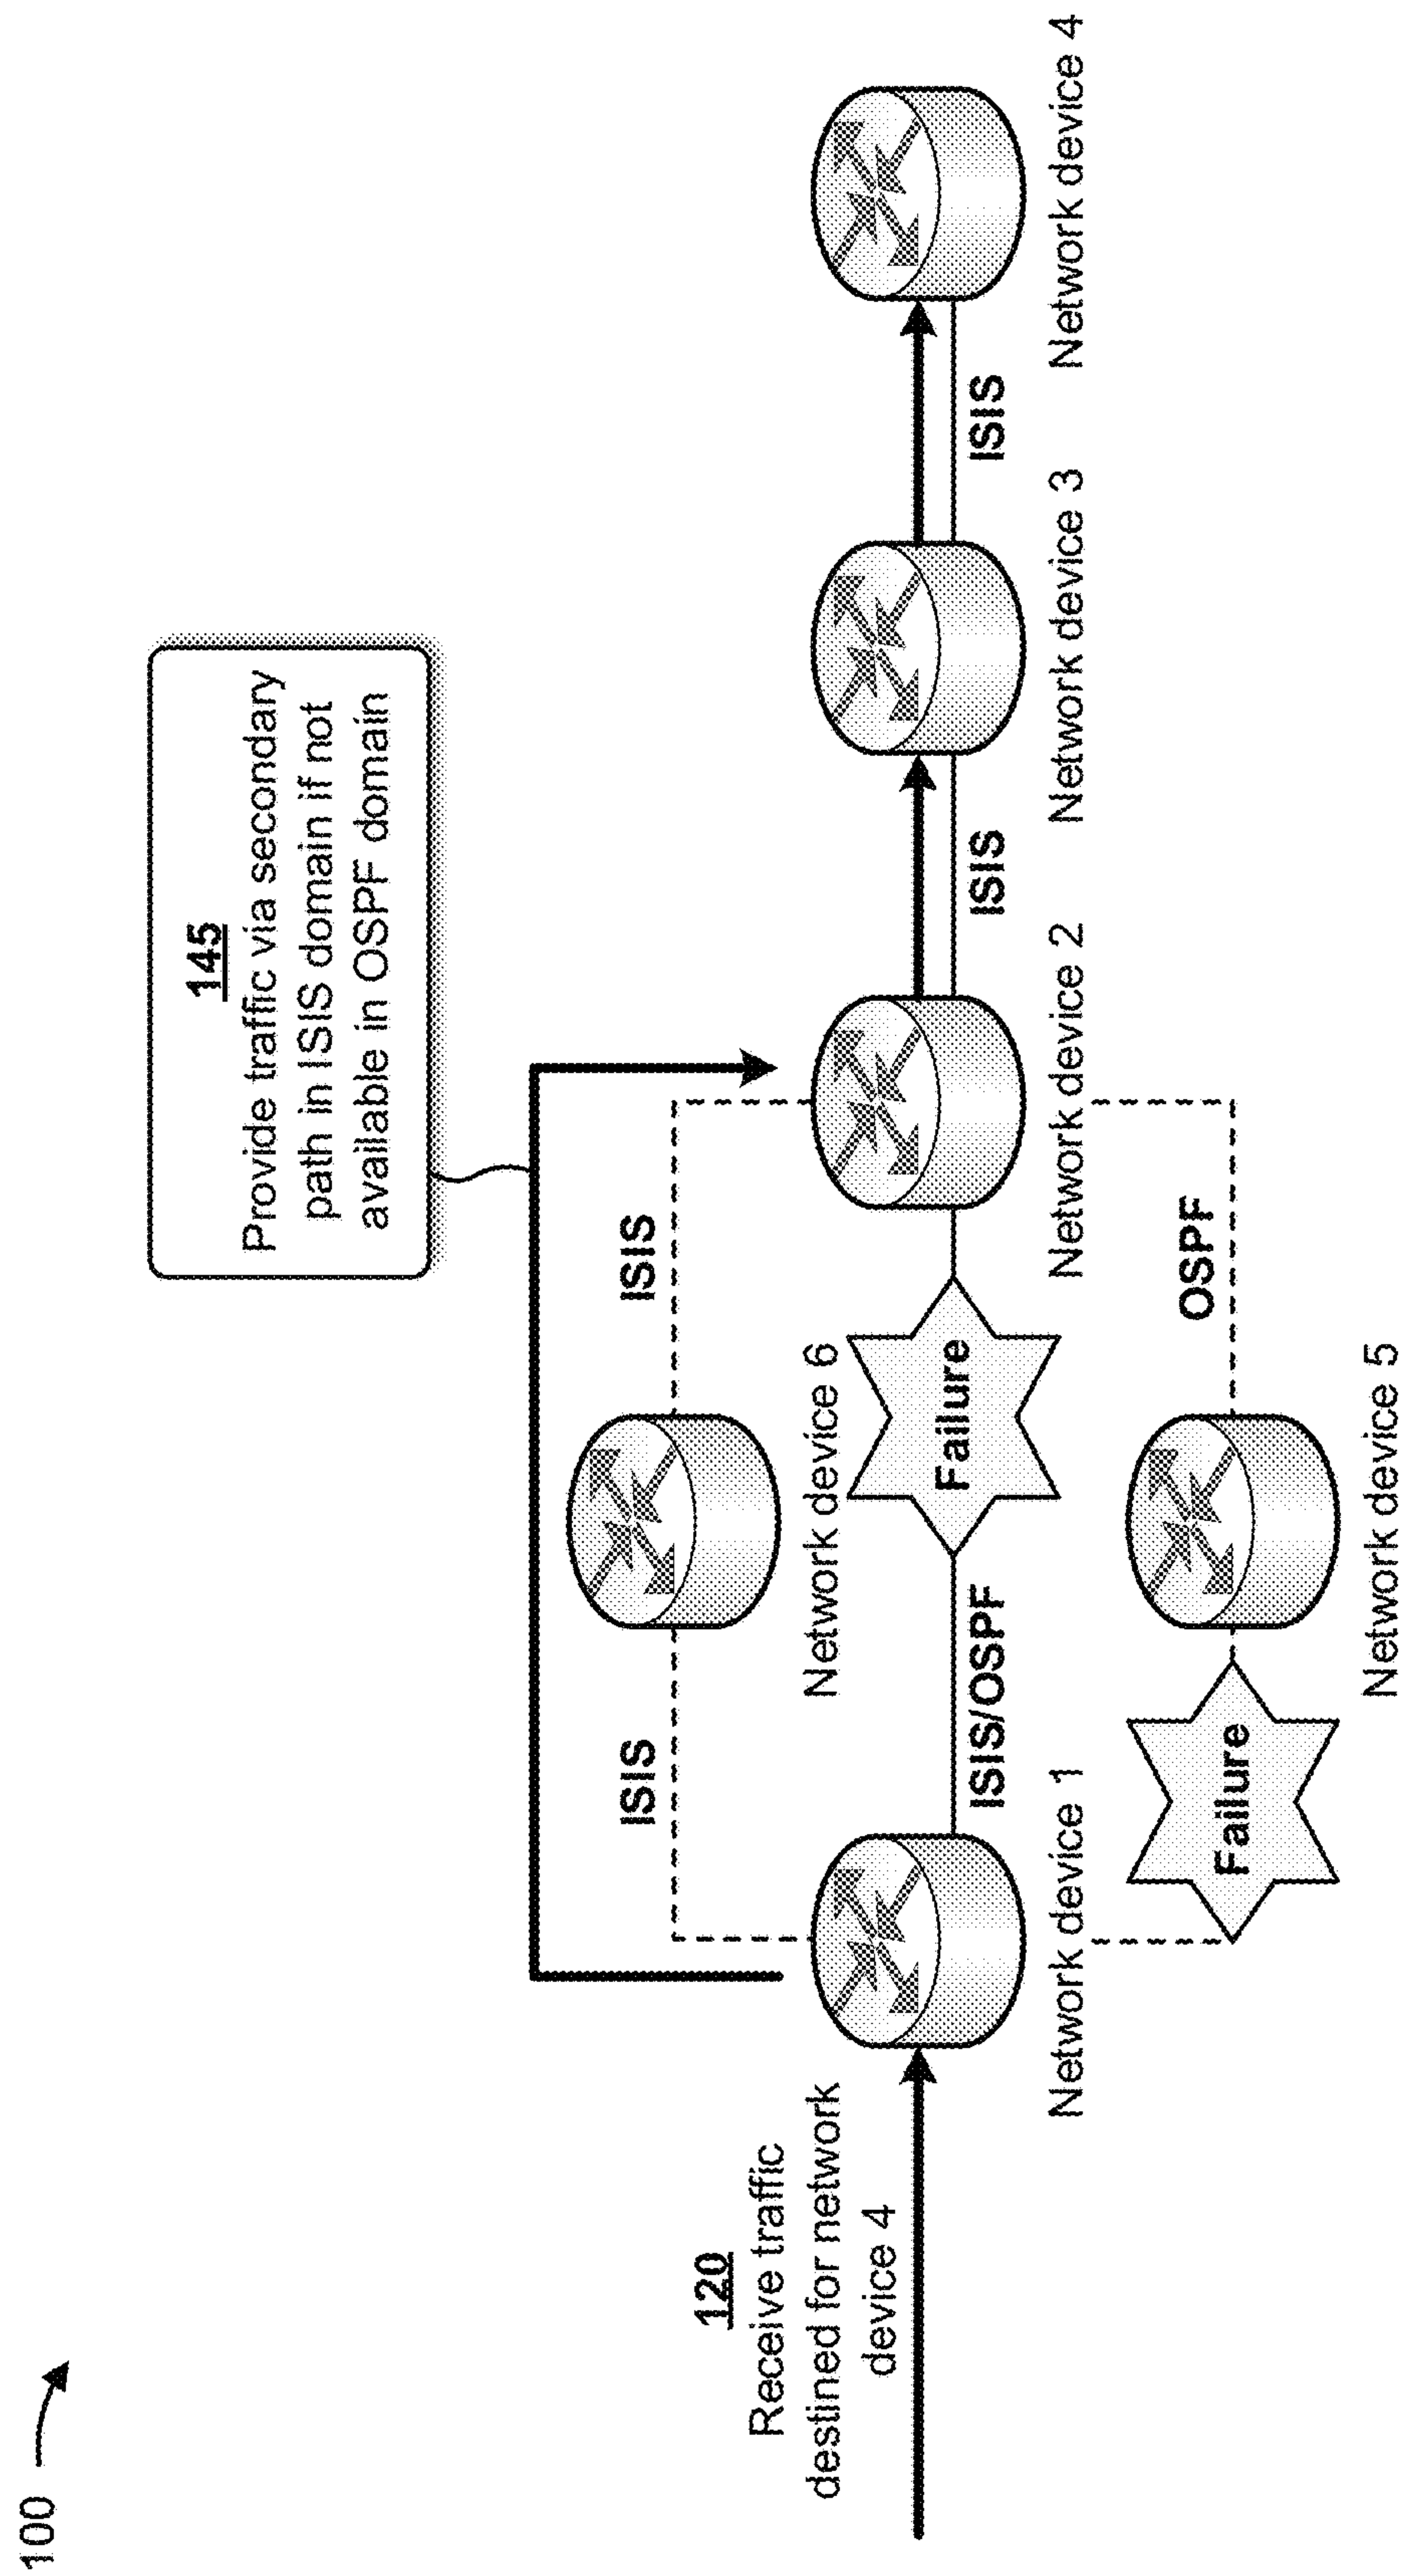 100
145
Provide traffic via secondary
path in ISIS domain if not
available in OSPF domain
120
Receive traffic
destined for network
device 4
ISIS
ISIS
Network device 6
Failure
ISIS/OSPF
ISIS
ISIS
Network device 1
Network device 2
Network device 3
Network device 4
Failure
OSPF
Network device 5